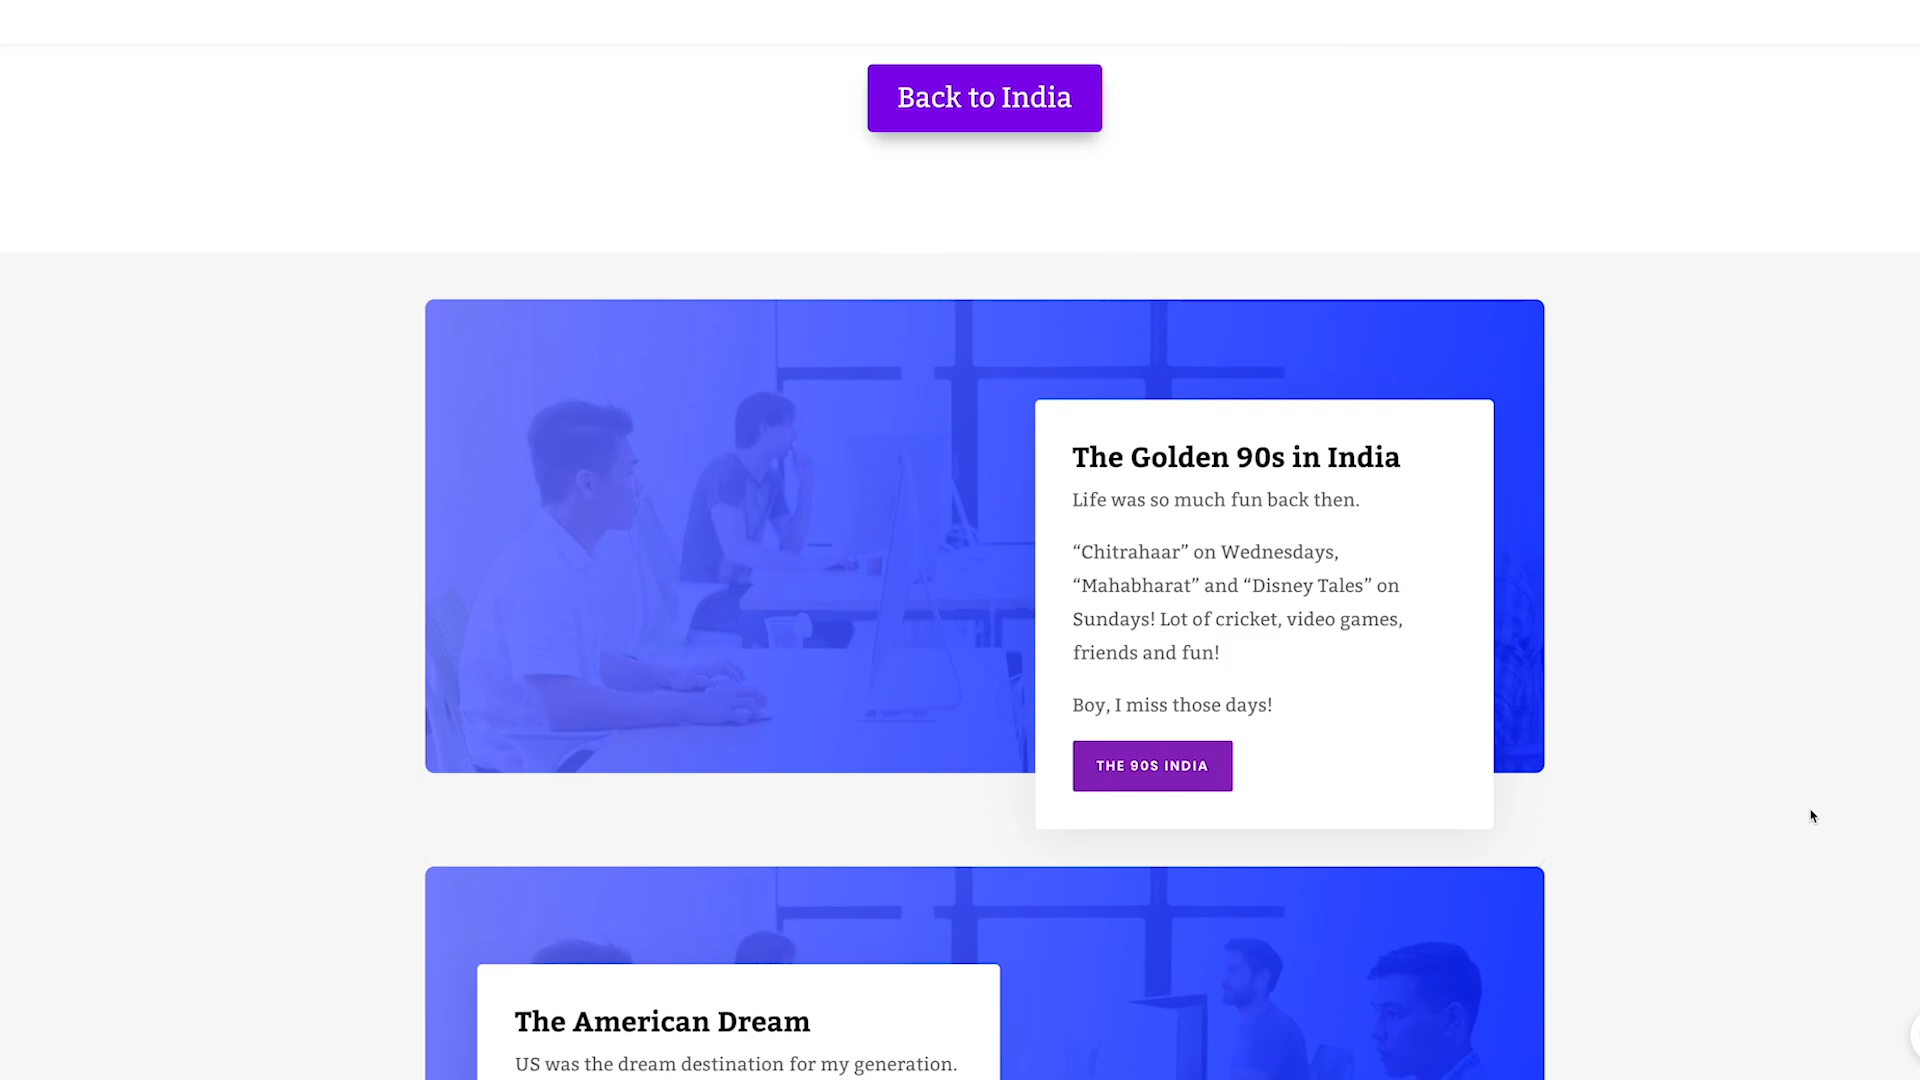 Back to India
The Golden 90s in India
Life was so much fun back then.
“Chitrahaar” on Wednesdays,
“Mahabharat” and “Disney Tales” on
Sundays! Lot of cricket, video games,
friends and fun!
Boy, I miss those days!
THE 90S INDIA
The American Dream
US was the dream destination for my generation.